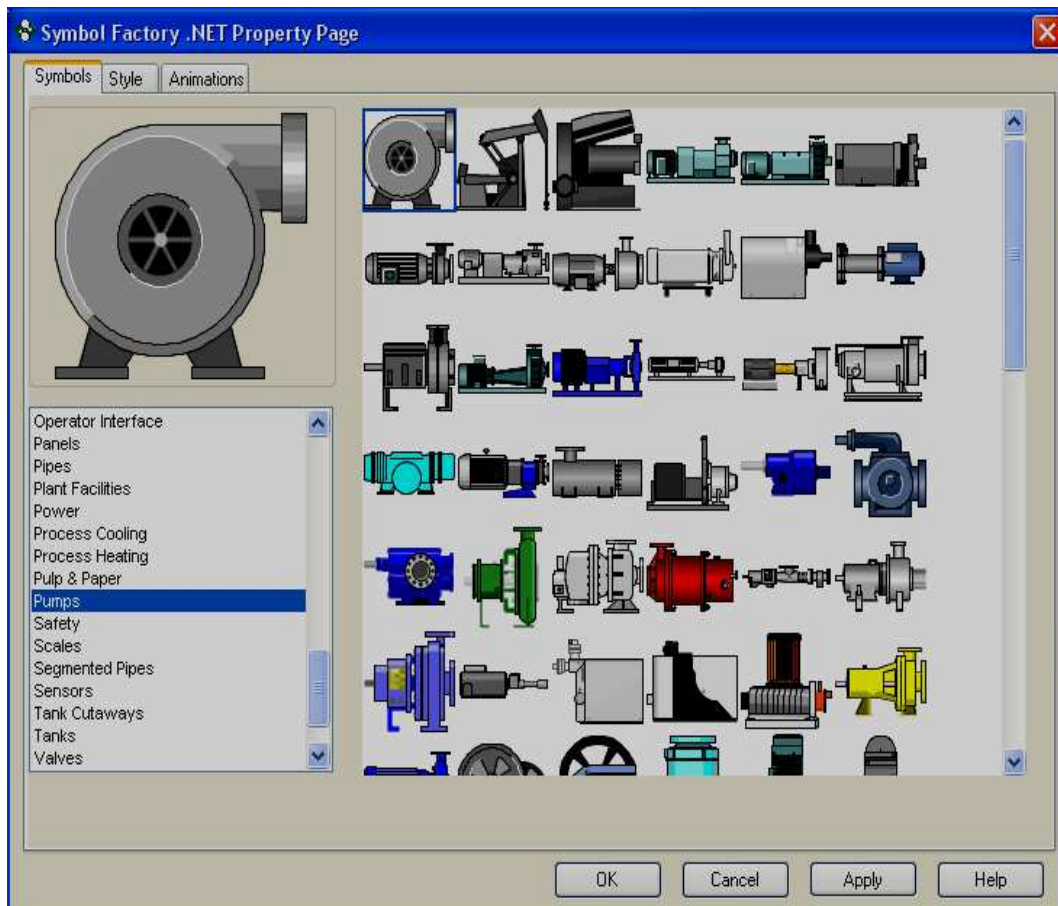 Symbol Factory .NET Property Page
Symbols Style Animations
Operator Interface
Panels
Pipes
Plant Facilities
Power
Process Cooling
Process Heating
Pulp & Paper
Pumps
Safety
Scales
Segmented Pipes
Sensors
Tank Cutaways
Tanks
Valves
OK Cancel Apply Help